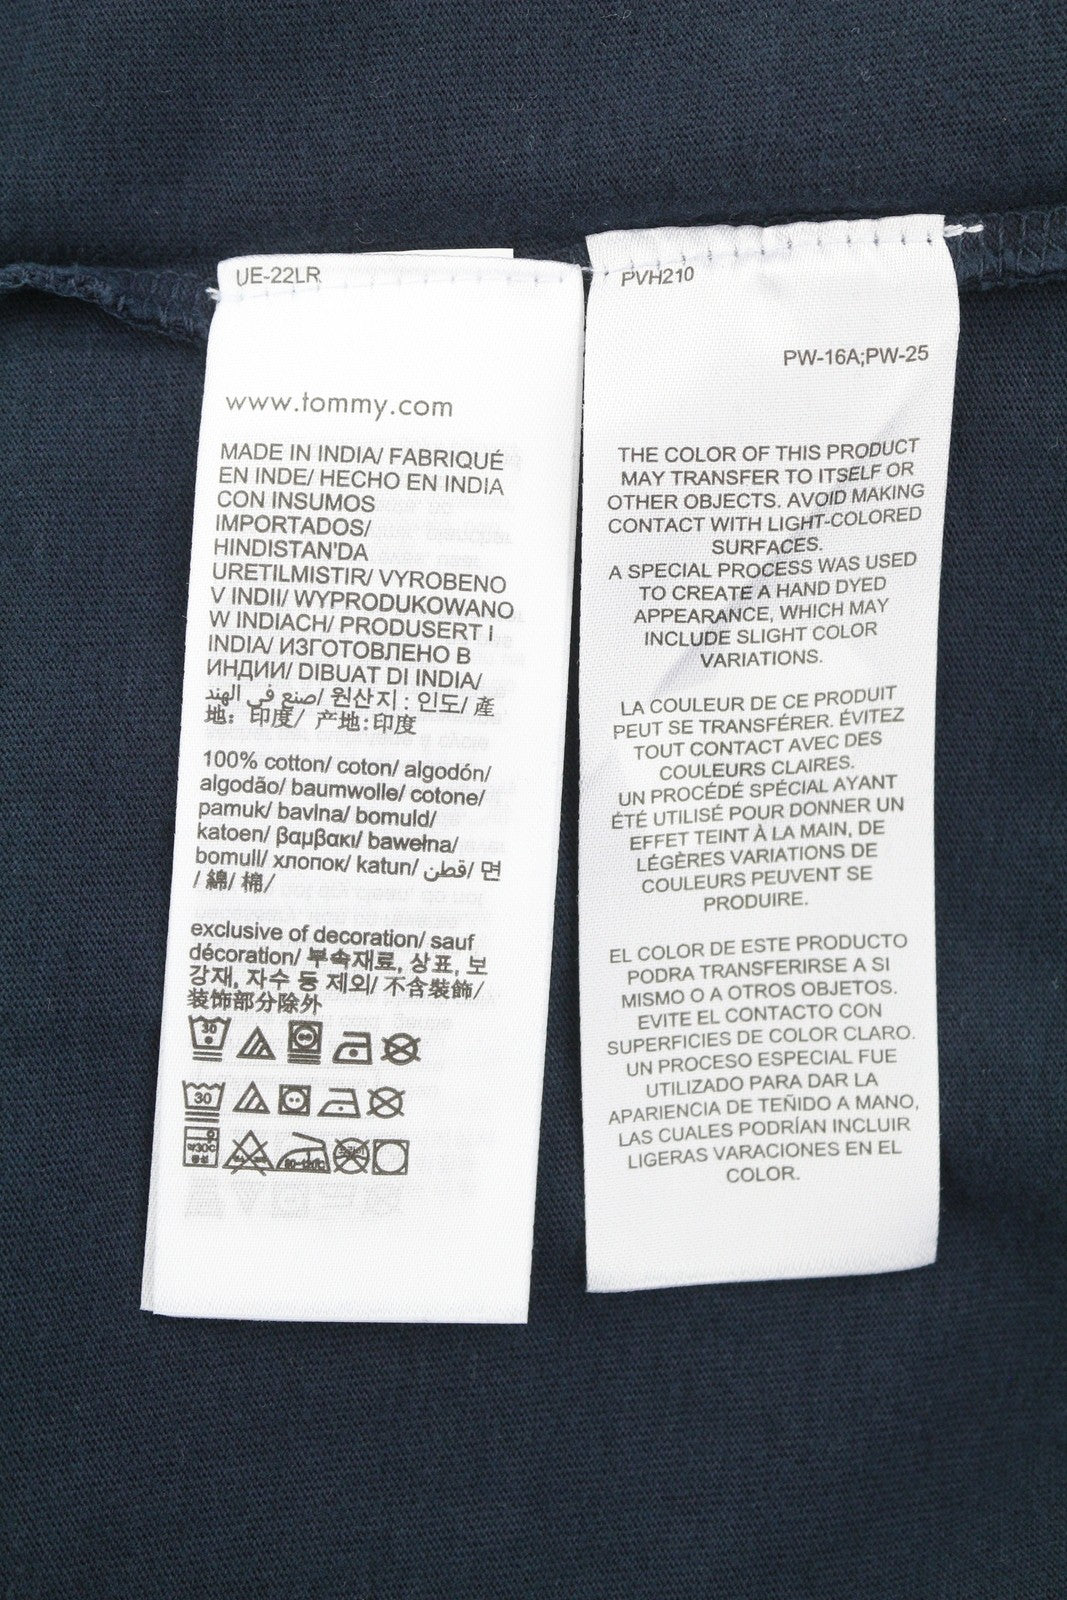 UE-22LR
www.tommy.com
MADE IN INDIA/ FABRIQUÉ
EN INDE/ HECHO EN INDIA
CON INSUMOS
IMPORTADOS/
HINDISTAN'DA
URETILMISTIR/ VYROBENO
V INDII/ WYPRODUKOWANO
W INDIACH/ PRODUSERT I
INDIA/ ИЗГОТОВЛЕНО В
ИНДИИ/ DIBUAT DI INDIA/
صنع في الهند/ 원산지 : 인도/ 產
地: 印度/ 产地:印度
100% cotton/ coton/ algodón/
algodão/ baumwolle/ cotone/
pamuk/ bavlna/ bomuld/
katoen/ βαμβακι/ bawełna/
bomull/ хлопок/ katun/ قطن/ 면
/ 綿/ 棉/
exclusive of decoration/ sauf
décoration/ 부속재료, 상표, 보
강재, 자수 등 제외/ 不含裝飾/
装饰部分除外
30
30
PVH210
PW-16A;PW-25
THE COLOR OF THIS PRODUCT
MAY TRANSFER TO ITSELF OR
OTHER OBJECTS. AVOID MAKING
CONTACT WITH LIGHT-COLORED
SURFACES.
A SPECIAL PROCESS WAS USED
TO CREATE A HAND DYED
APPEARANCE, WHICH MAY
INCLUDE SLIGHT COLOR
VARIATIONS.
LA COULEUR DE CE PRODUIT
PEUT SE TRANSFÉRER. ÉVITEZ
TOUT CONTACT AVEC DES
COULEURS CLAIRES.
UN PROCÉDÉ SPÉCIAL AYANT
ÉTÉ UTILISÉ POUR DONNER UN
EFFET TEINT À LA MAIN, DE
LÉGÈRES VARIATIONS DE
COULEURS PEUVENT SE
PRODUIRE.
EL COLOR DE ESTE PRODUCTO
PODRA TRANSFERIRSE A SI
MISMO O A OTROS OBJETOS.
EVITE EL CONTACTO CON
SUPERFICIES DE COLOR CLARO.
UN PROCESO ESPECIAL FUE
UTILIZADO PARA DAR LA
APARIENCIA DE TEÑIDO A MANO,
LAS CUALES PODRÍAN INCLUIR
LIGERAS VARACIONES EN EL
COLOR.